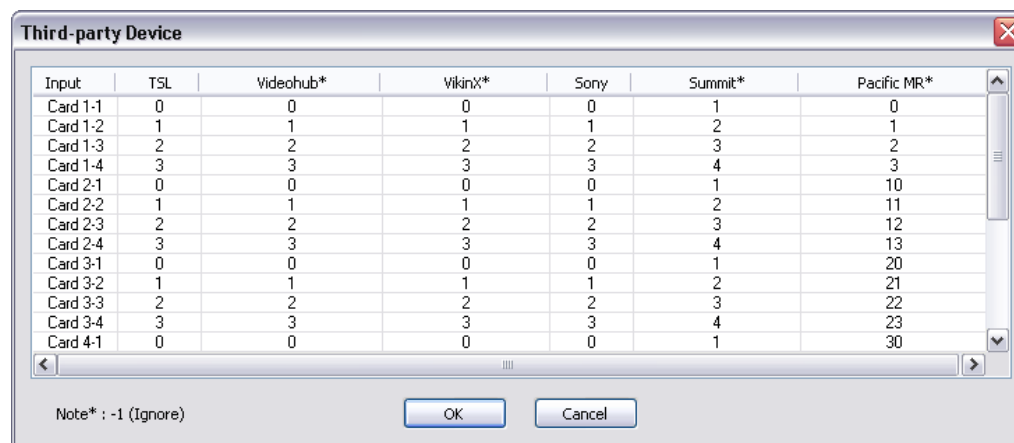 Third-party Device
Input TSL Videohub* VikinX* Sony Summit* Pacific MR*
Card 1-1 0 0 0 0 1 0
Card 1-2 1 1 1 1 2 1
Card 1-3 2 2 2 2 3 2
Card 1-4 3 3 3 3 4 3
Card 2-1 0 0 0 0 1 10
Card 2-2 1 1 1 1 2 11
Card 2-3 2 2 2 2 3 12
Card 2-4 3 3 3 3 4 13
Card 3-1 0 0 0 0 1 20
Card 3-2 1 1 1 1 2 21
Card 3-3 2 2 2 2 3 22
Card 3-4 3 3 3 3 4 23
Card 4-1 0 0 0 0 1 30
Note* : -1 (Ignore) OK Cancel